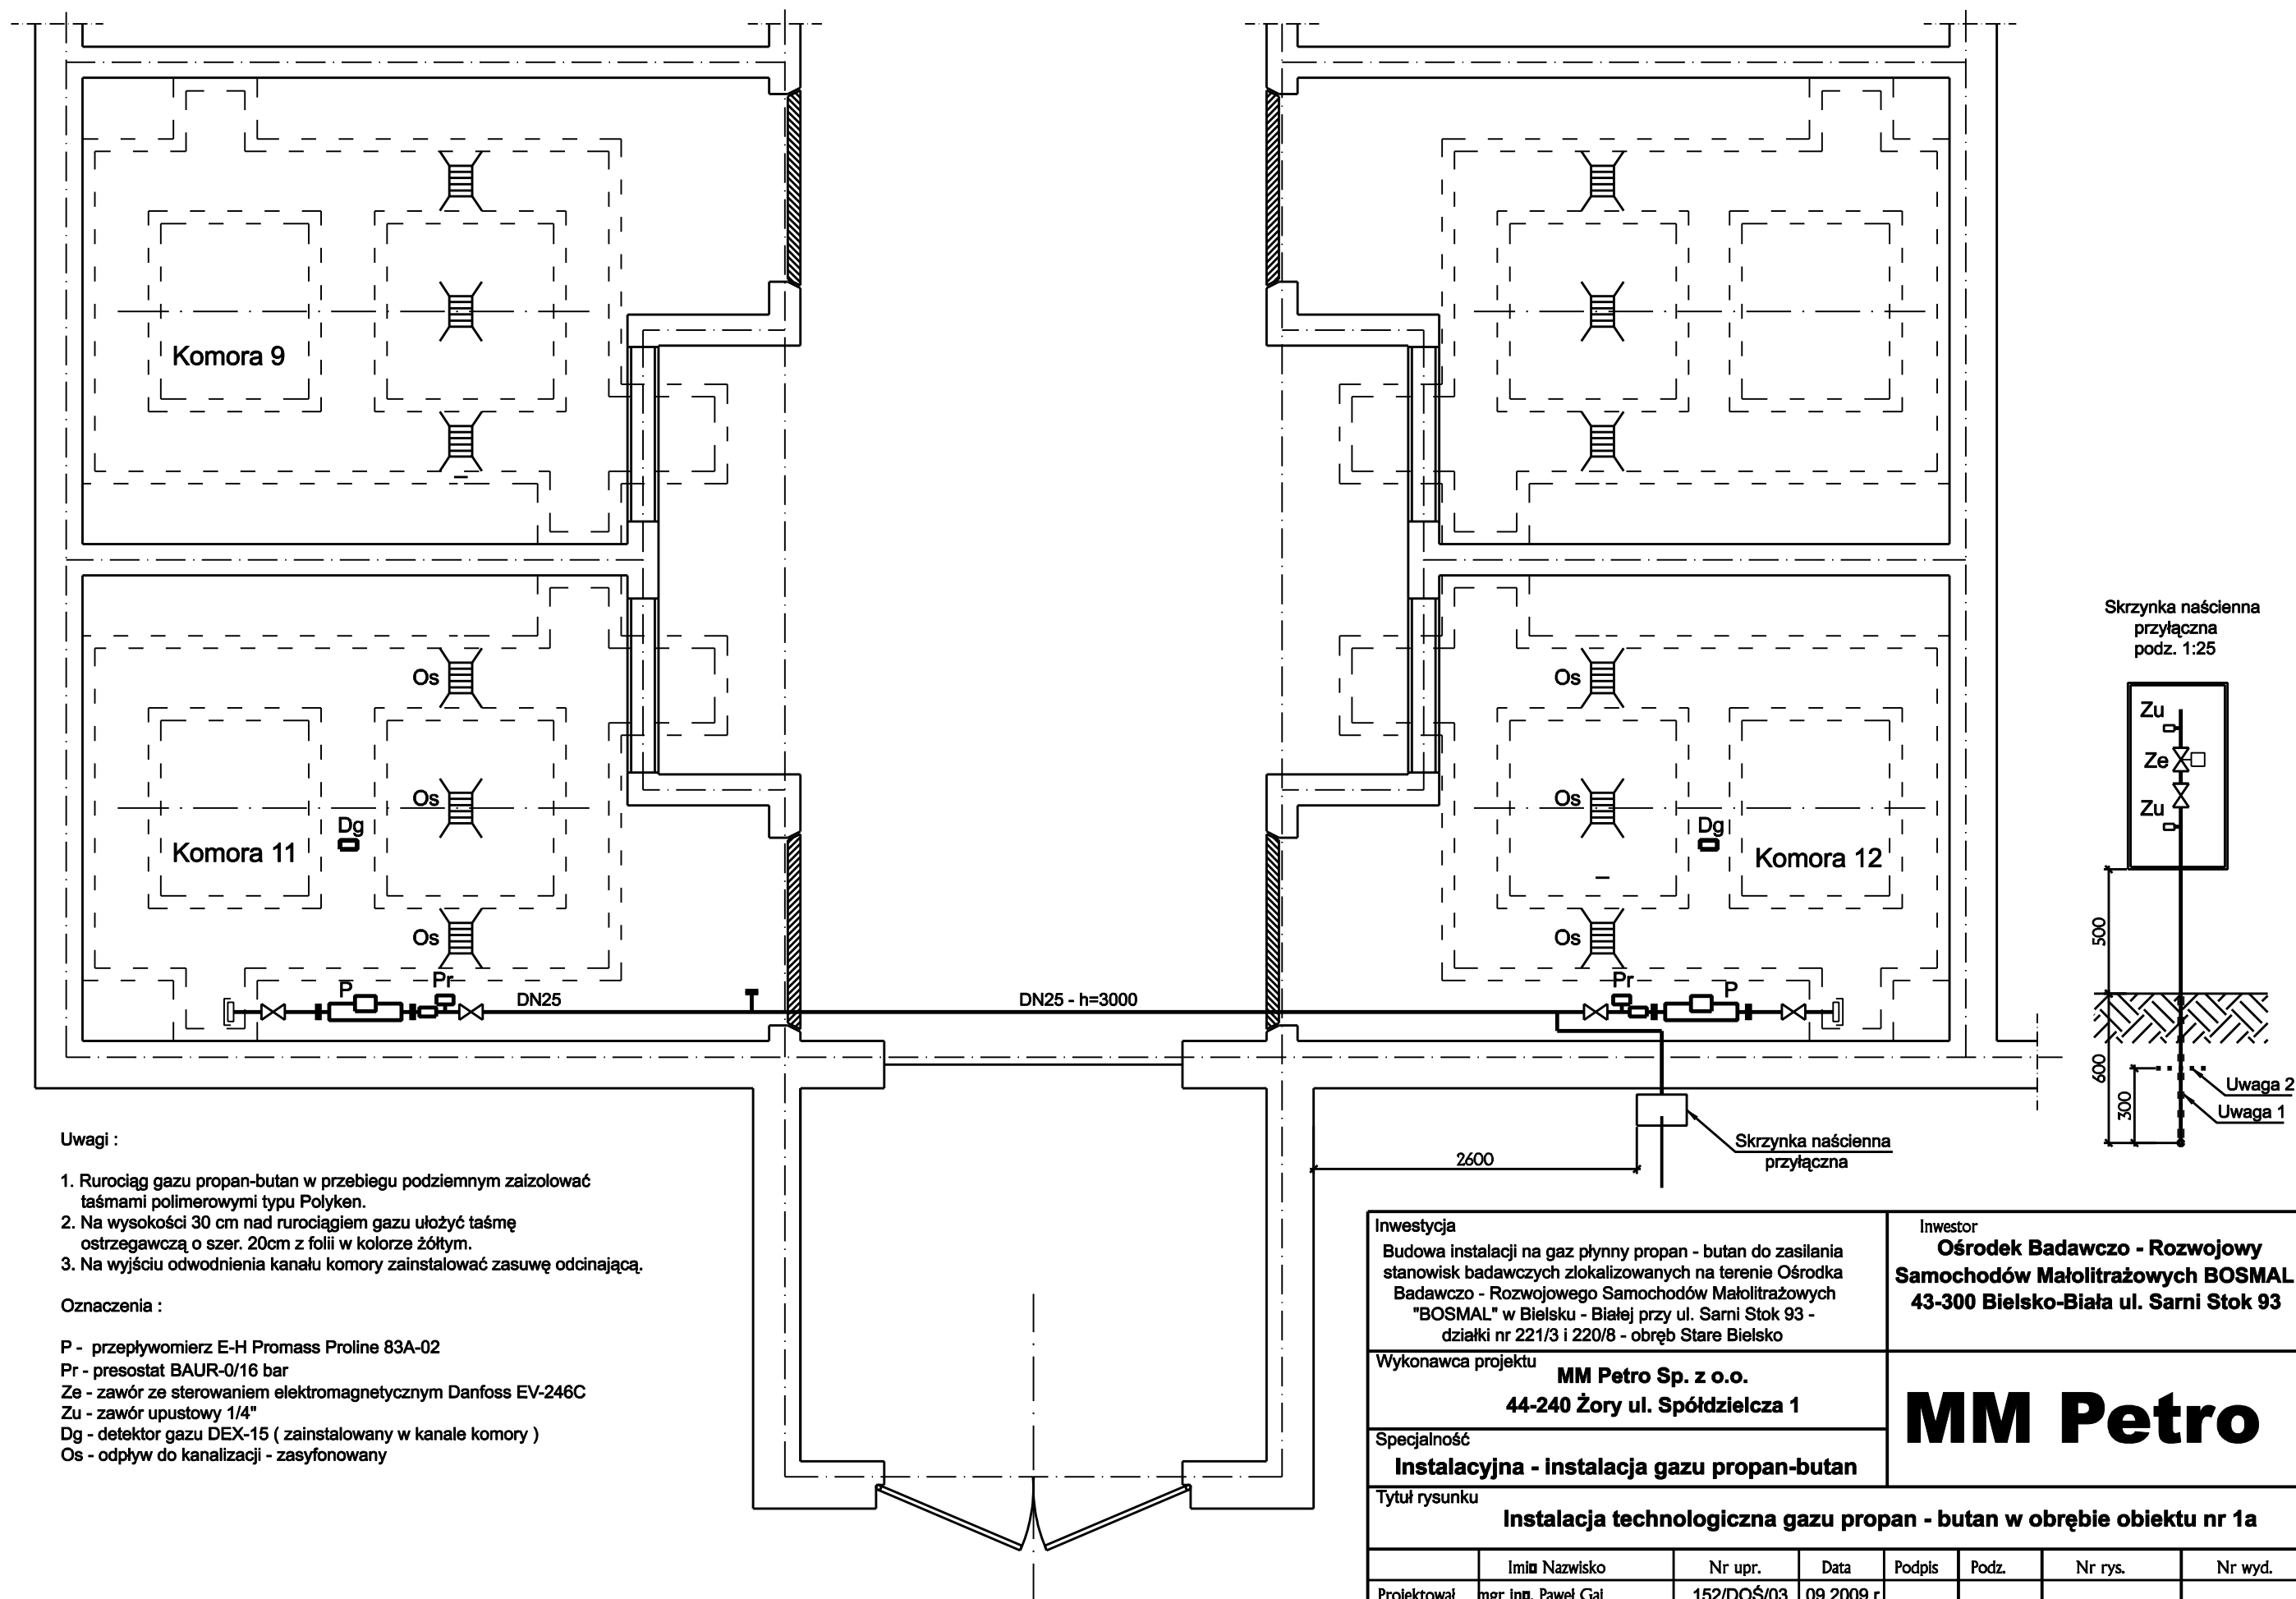 Komora 9
Skrzynka naścienna
przyłączna
podz. 1:25
Os
Os
Zu
Ze
Zu
Os
Os
Dg
Dg
Komora 11
Komora 12
Os
Os
500
P
Pr
DN25
DN25 - h=3000
Pr
P
600
300
Uwaga 2
Uwaga 1
2600
Skrzynka naścienna
przyłączna
Uwagi :
1. Rurociąg gazu propan-butan w przebiegu podziemnym zaizolować
taśmami polimerowymi typu Polyken.
2. Na wysokości 30 cm nad rurociągiem gazu ułożyć taśmę
ostrzegawczą o szer. 20cm z folii w kolorze żółtym.
3. Na wyjściu odwodnienia kanału komory zainstalować zasuwę odcinającą.
Oznaczenia :
P - przepływomierz E-H Promass Proline 83A-02
Pr - presostat BAUR-0/16 bar
Ze - zawór ze sterowaniem elektromagnetycznym Danfoss EV-246C
Zu - zawór upustowy 1/4"
Dg - detektor gazu DEX-15 ( zainstalowany w kanale komory )
Os - odpływ do kanalizacji - zasyfonowany
Inwestycja
Budowa instalacji na gaz płynny propan - butan do zasilania
stanowisk badawczych zlokalizowanych na terenie Ośrodka
Badawczo - Rozwojowego Samochodów Małolitrażowych
"BOSMAL" w Bielsku - Białej przy ul. Sarni Stok 93 -
działki nr 221/3 i 220/8 - obręb Stare Bielsko
Inwestor
Ośrodek Badawczo - Rozwojowy
Samochodów Małolitrażowych BOSMAL
43-300 Bielsko-Biała ul. Sarni Stok 93
Wykonawca projektu
MM Petro Sp. z o.o.
44-240 Żory ul. Spółdzielcza 1
MM Petro
Specjalność
Instalacyjna - instalacja gazu propan-butan
Tytuł rysunku
Instalacja technologiczna gazu propan - butan w obrębie obiektu nr 1a
Nazwisko Nr upr. Data Podpis Podz. Nr rys. Nr wyd.
Projektował mgr Paweł Gaj 152/DOŚ/03 09.2009 r